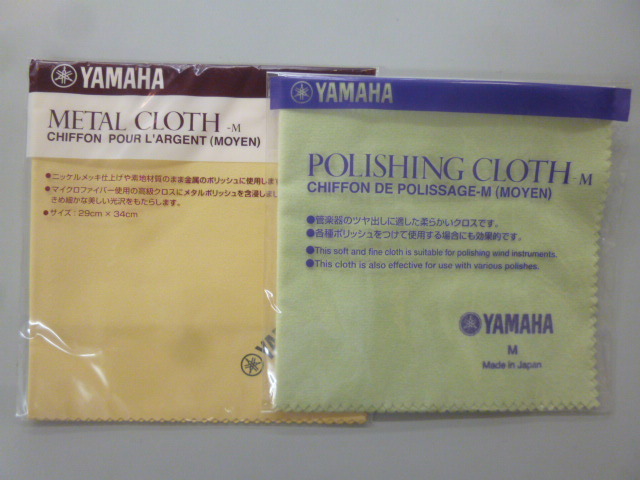 YAMAHA
METAL CLOTH -M
CHIFFON POUR L'ARGENT (MOYEN)
●ニッケルメッキ仕上げや素地材質のまま金属のポリッシュに使用します
●マイクロファイバー使用の高級クロスにメタルポリッシュを含浸しまし
きめ細かな美しい光沢をもたらします。
●サイズ:29cm×34cm
YAMA
YAMAHA
POLISHING CLOTH -M
CHIFFON DE POLISSAGE-M (MOYEN)
●管楽器のツヤ出しに適した柔らかいクロスです。
●各種ポリッシュをつけて使用する場合にも効果的です。
●This soft and fine cloth is suitable for polishing wind instruments.
●This cloth is also effective for use with various polishes.
YAMAHA
M
Made in Japan